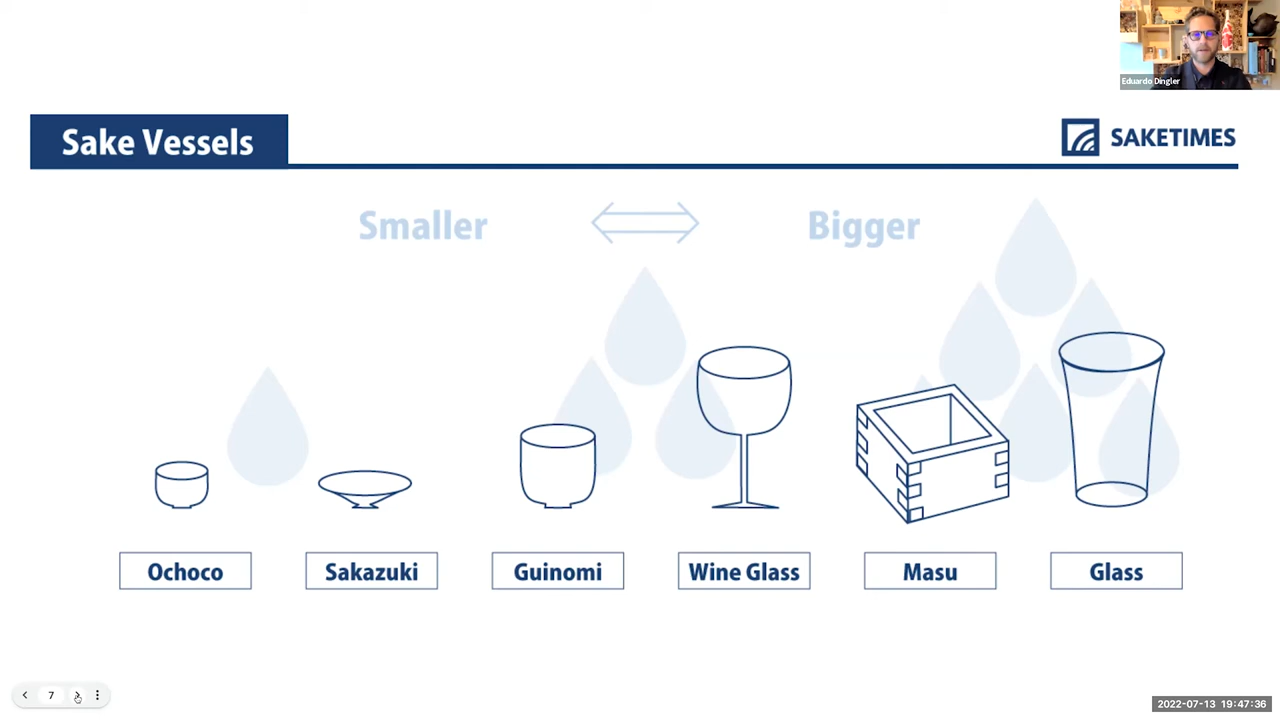 Eduardo Dingler
Sake Vessels
SAKETIMES
Smaller
Bigger
Ochoco
Sakazuki
Guinomi
Wine Glass
Masu
Glass
7
2022-07-13 19:47:36